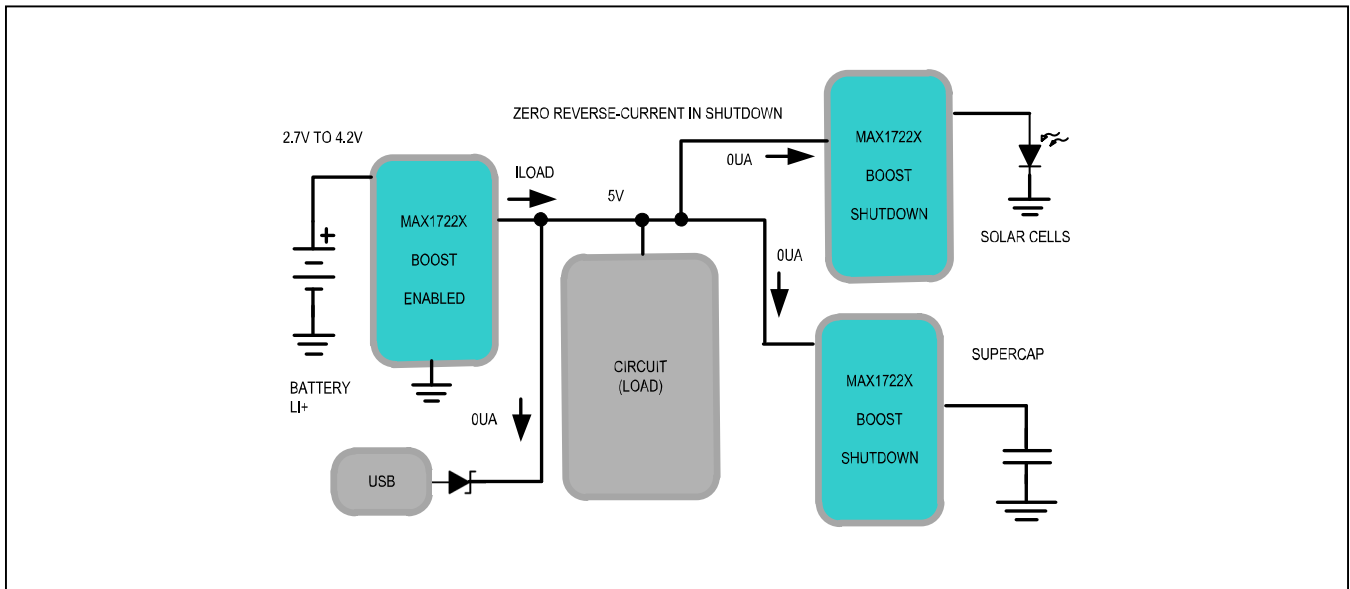 ZERO REVERSE-CURRENT IN SHUTDOWN
2.7V TO 4.2V
MAX1722X
BOOST
ENABLED
+
BATTERY
LI+
ILOAD
5V
0UA
USB
CIRCUIT
(LOAD)
0UA
MAX1722X
BOOST
SHUTDOWN
SOLAR CELLS
0UA
MAX1722X
BOOST
SHUTDOWN
SUPERCAP